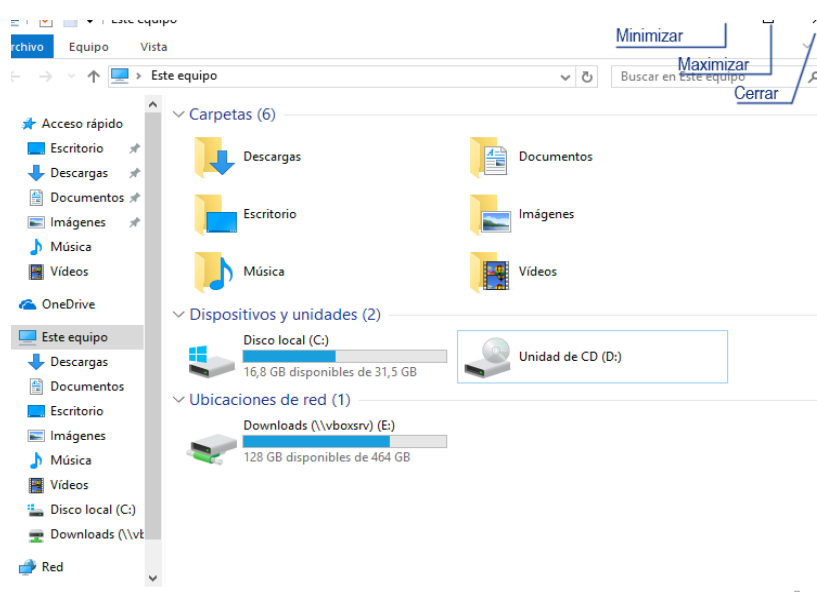 Este equipo
Minimizar
rchivo Equipo Vista
Maximizar
Este equipo
Buscar en Este equipo
Cerrar
Acceso rápido
Escritorio
Descargas
Documentos
Imágenes
Música
Vídeos
OneDrive
Este equipo
Descargas
Documentos
Escritorio
Imágenes
Música
Vídeos
Disco local (C:)
Downloads (\\vb
Red
Carpetas (6)
Descargas
Documentos
Escritorio
Imágenes
Música
Vídeos
Dispositivos y unidades (2)
Disco local (C:)
16,8 GB disponibles de 31,5 GB
Unidad de CD (D:)
Ubicaciones de red (1)
Downloads (\\vboxsrv) (E:)
128 GB disponibles de 464 GB